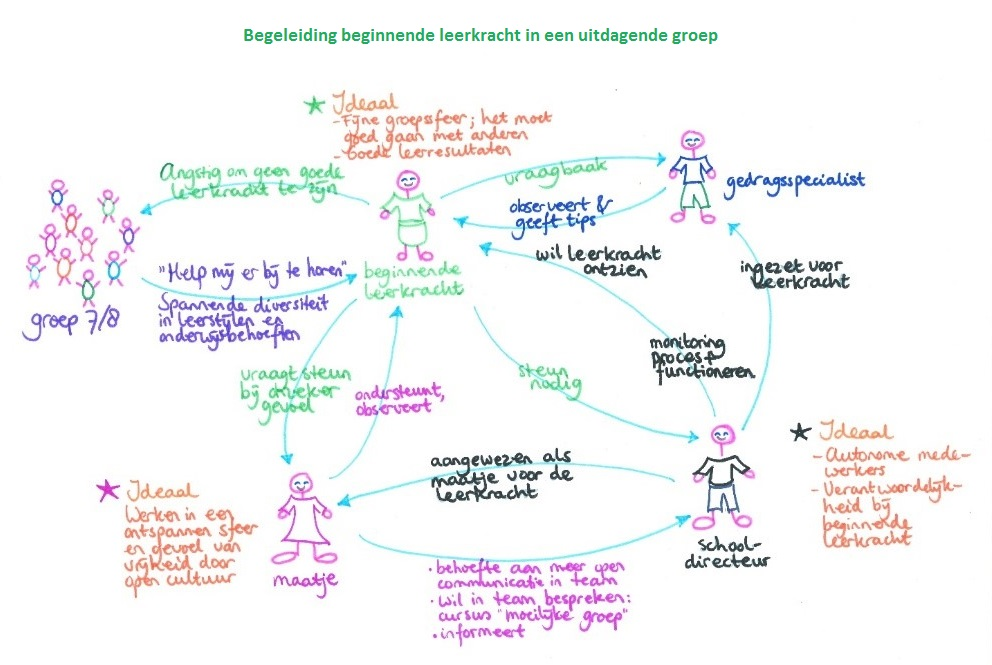 Begeleiding beginnende leerkracht in een uitdagende groep
Ideaal
- Fijne groepssfeer; het moet
goed gaan met anderen
- Goede leerresultaten
Angstig om geen goede
leerkracht te zijn
vraagbaak
gedragsspecialist
observeert &
geeft tips
wil leerkracht
ontzien
ingezet voor
leerkracht
"Help mij er bij te horen"
beginnende
leerkracht
Spannende diversiteit
in leerstijlen en
onderwijsbehoeften
groep 7/8
monitoring
proces +
functioneren
vraagt steun
bij onzeker
gevoel
ondersteunt,
observeert
steun
nodig
Ideaal
- Autonome mede-
werkers
- Verantwoordelijk-
heid bij
beginnende
leerkracht
aangewezen als
maatje voor de
leerkracht
Ideaal
Werken in een
ontspannen sfeer
en gevoel van
vrijheid door
open cultuur
maatje
school-
directeur
• behoefte aan meer open
communicatie in team
• wil in team bespreken:
cursus "moeilijke groep"
• informeert